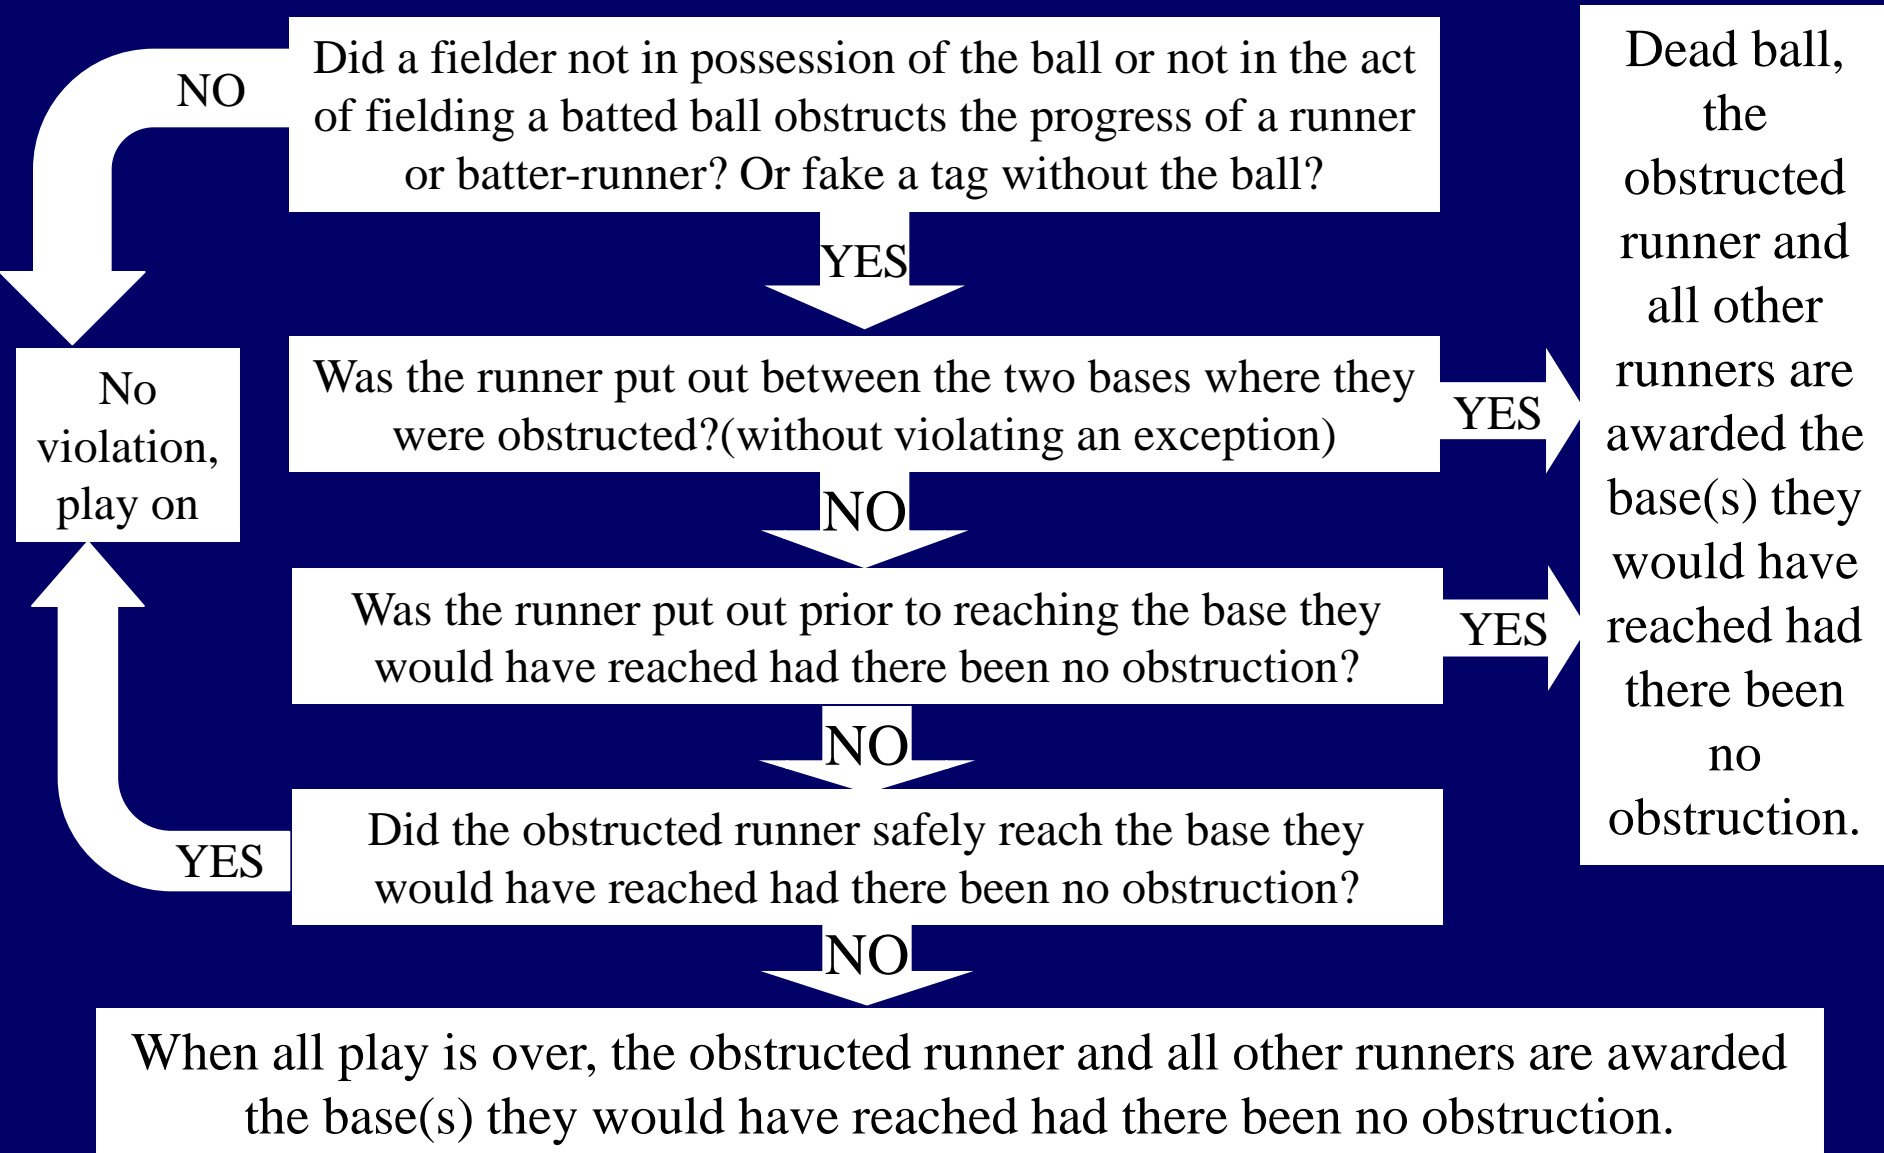 Did a fielder not in possession of the ball or not in the act
of fielding a batted ball obstructs the progress of a runner
or batter-runner? Or fake a tag without the ball?
NO
YES
Was the runner put out between the two bases where they
were obstructed?(without violating an exception)
YES
NO
Was the runner put out prior to reaching the base they
would have reached had there been no obstruction?
YES
NO
Did the obstructed runner safely reach the base they
would have reached had there been no obstruction?
YES
NO
No
violation,
play on
Dead ball,
the
obstructed
runner and
all other
runners are
awarded the
base(s) they
would have
reached had
there been
no
obstruction.
When all play is over, the obstructed runner and all other runners are awarded
the base(s) they would have reached had there been no obstruction.